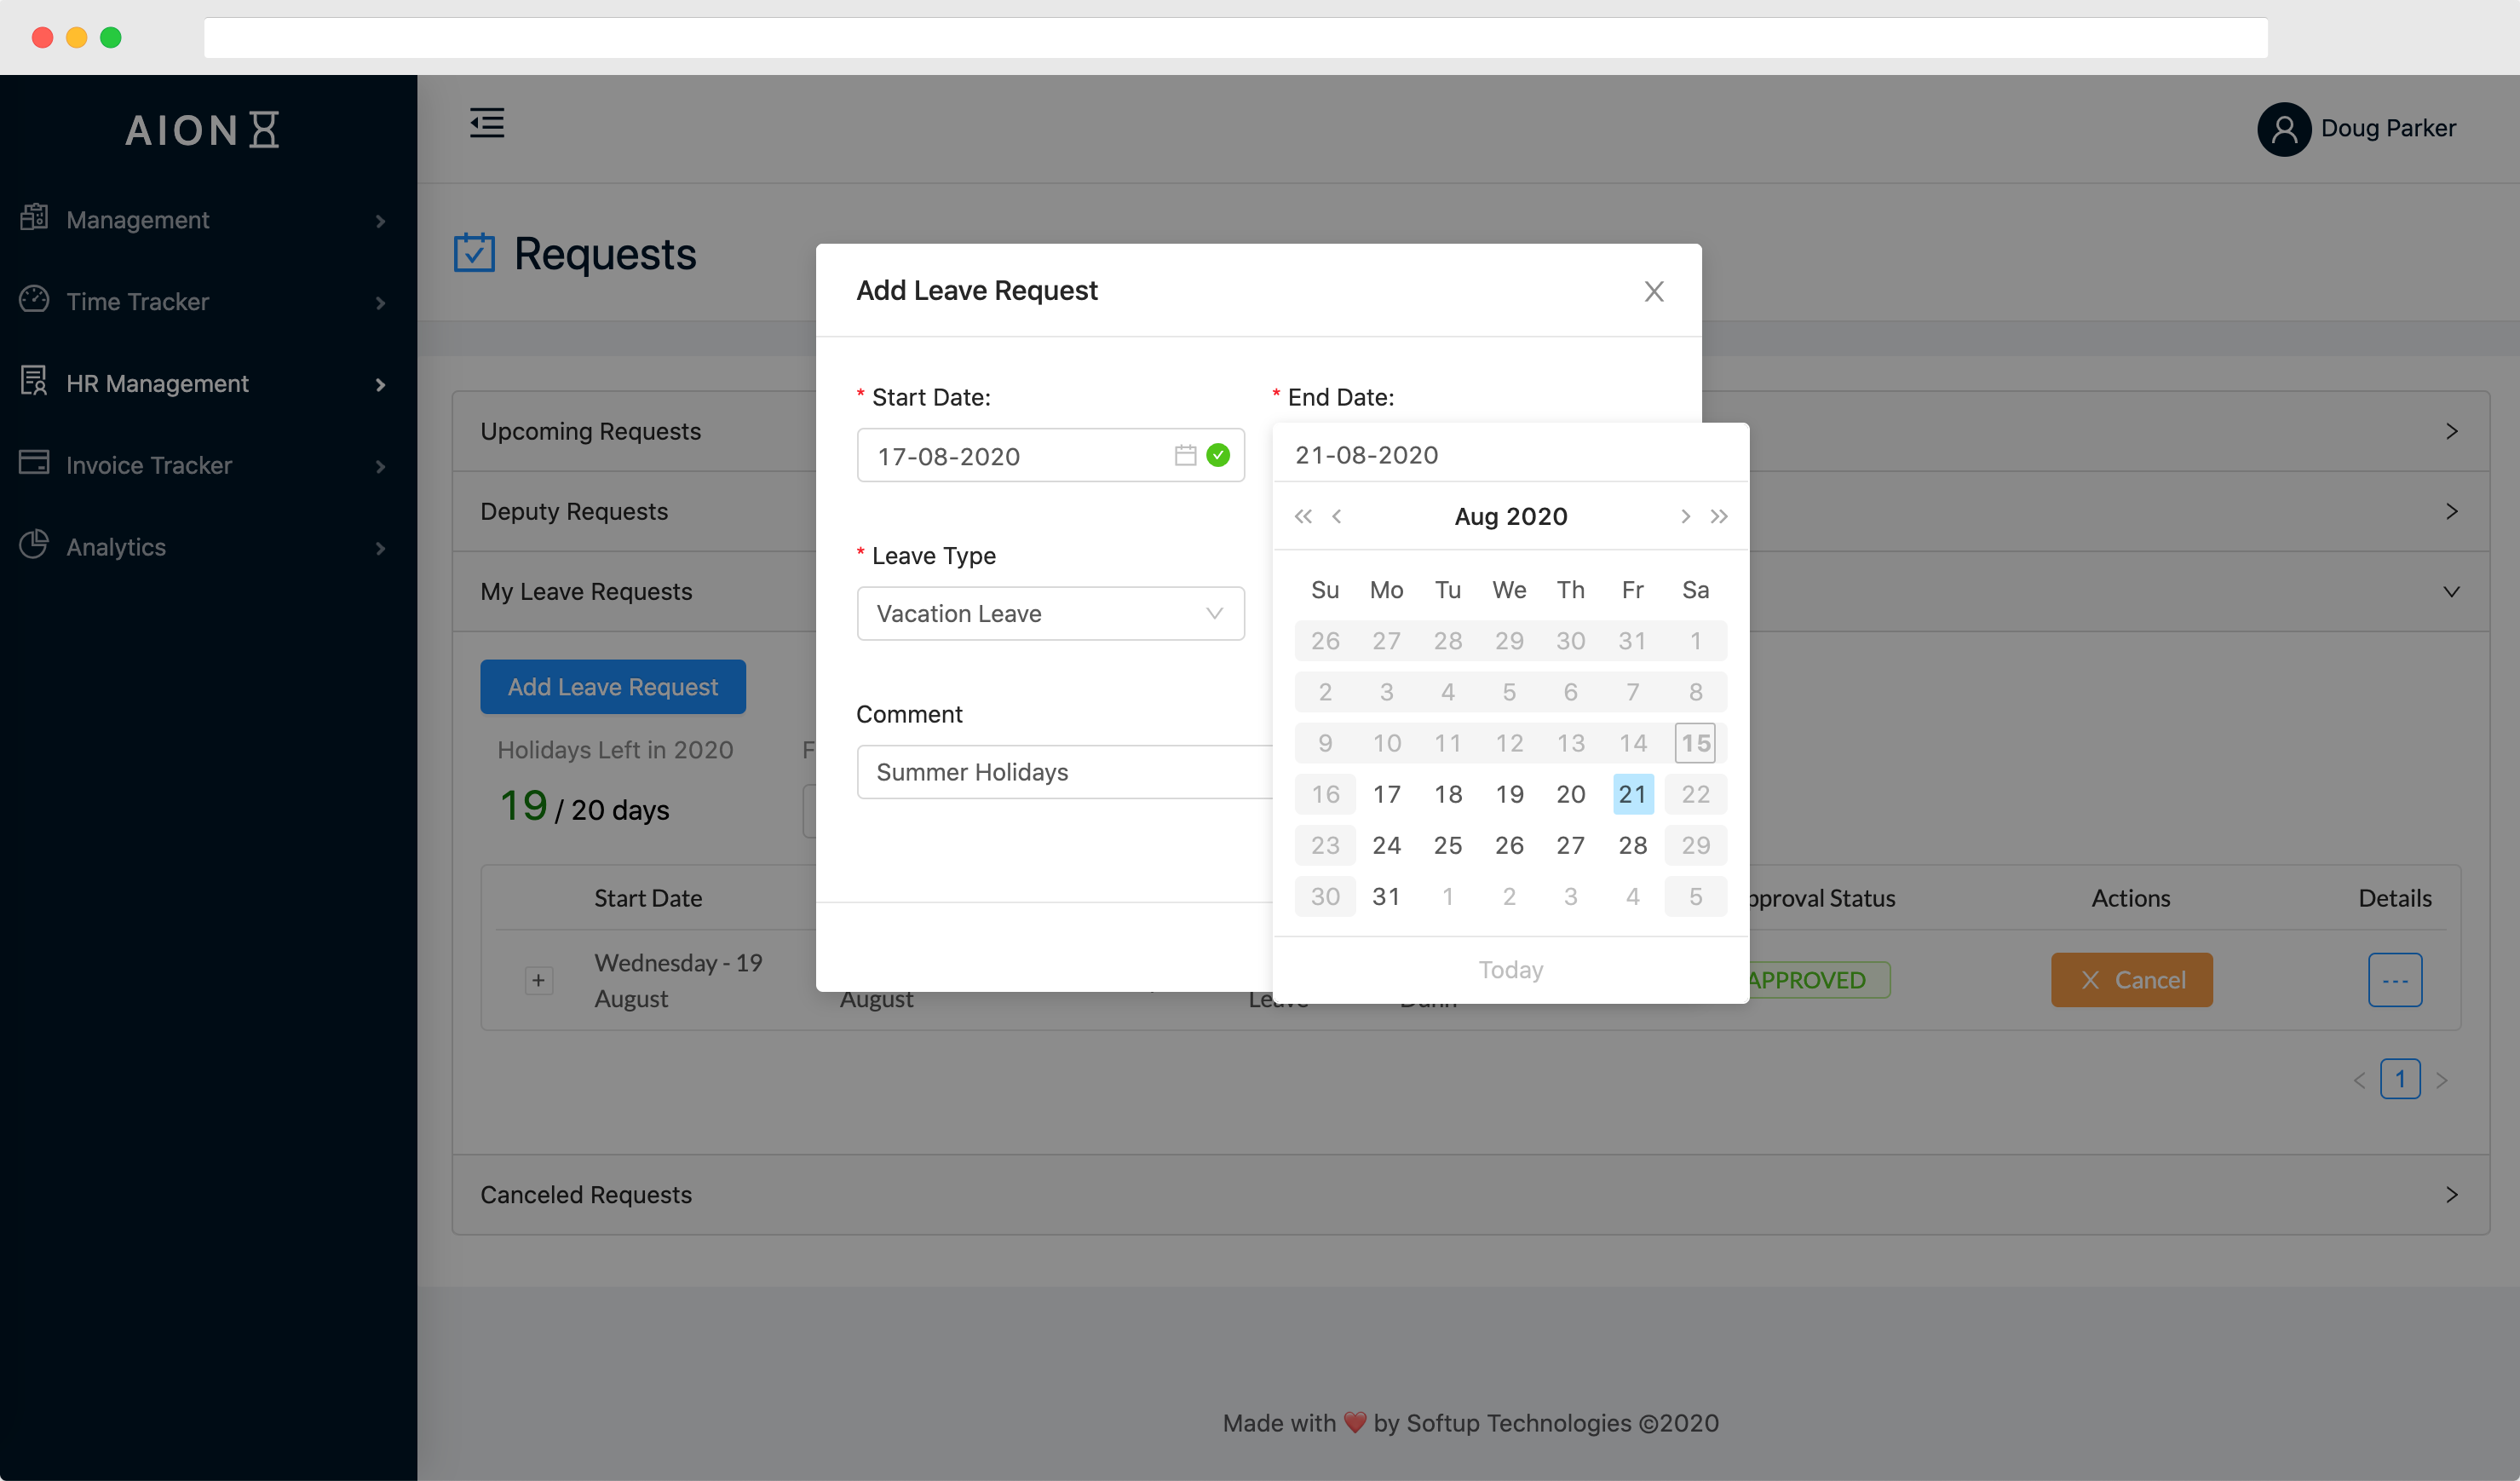 AION
Doug Parker
Management
Time Tracker
HR Management
Invoice Tracker
Analytics
Requests
Add Leave Request
* Start Date:
* End Date:
17-08-2020
21-08-2020
Aug 2020
Su Mo Tu We Th Fr Sa
26 27 28 29 30 31 1
2 3 4 5 6 7 8
9 10 11 12 13 14 15
16 17 18 19 20 21 22
23 24 25 26 27 28 29
30 31 1 2 3 4 5
Today
* Leave Type
Vacation Leave
Comment
Summer Holidays
Upcoming Requests
Deputy Requests
My Leave Requests
Add Leave Request
Holidays Left in 2020
19 / 20 days
Start Date
Status
Actions
Details
Wednesday - 19
August
August
APPROVED
Cancel
1
Canceled Requests
Made with ❤️ by Softup Technologies ©2020